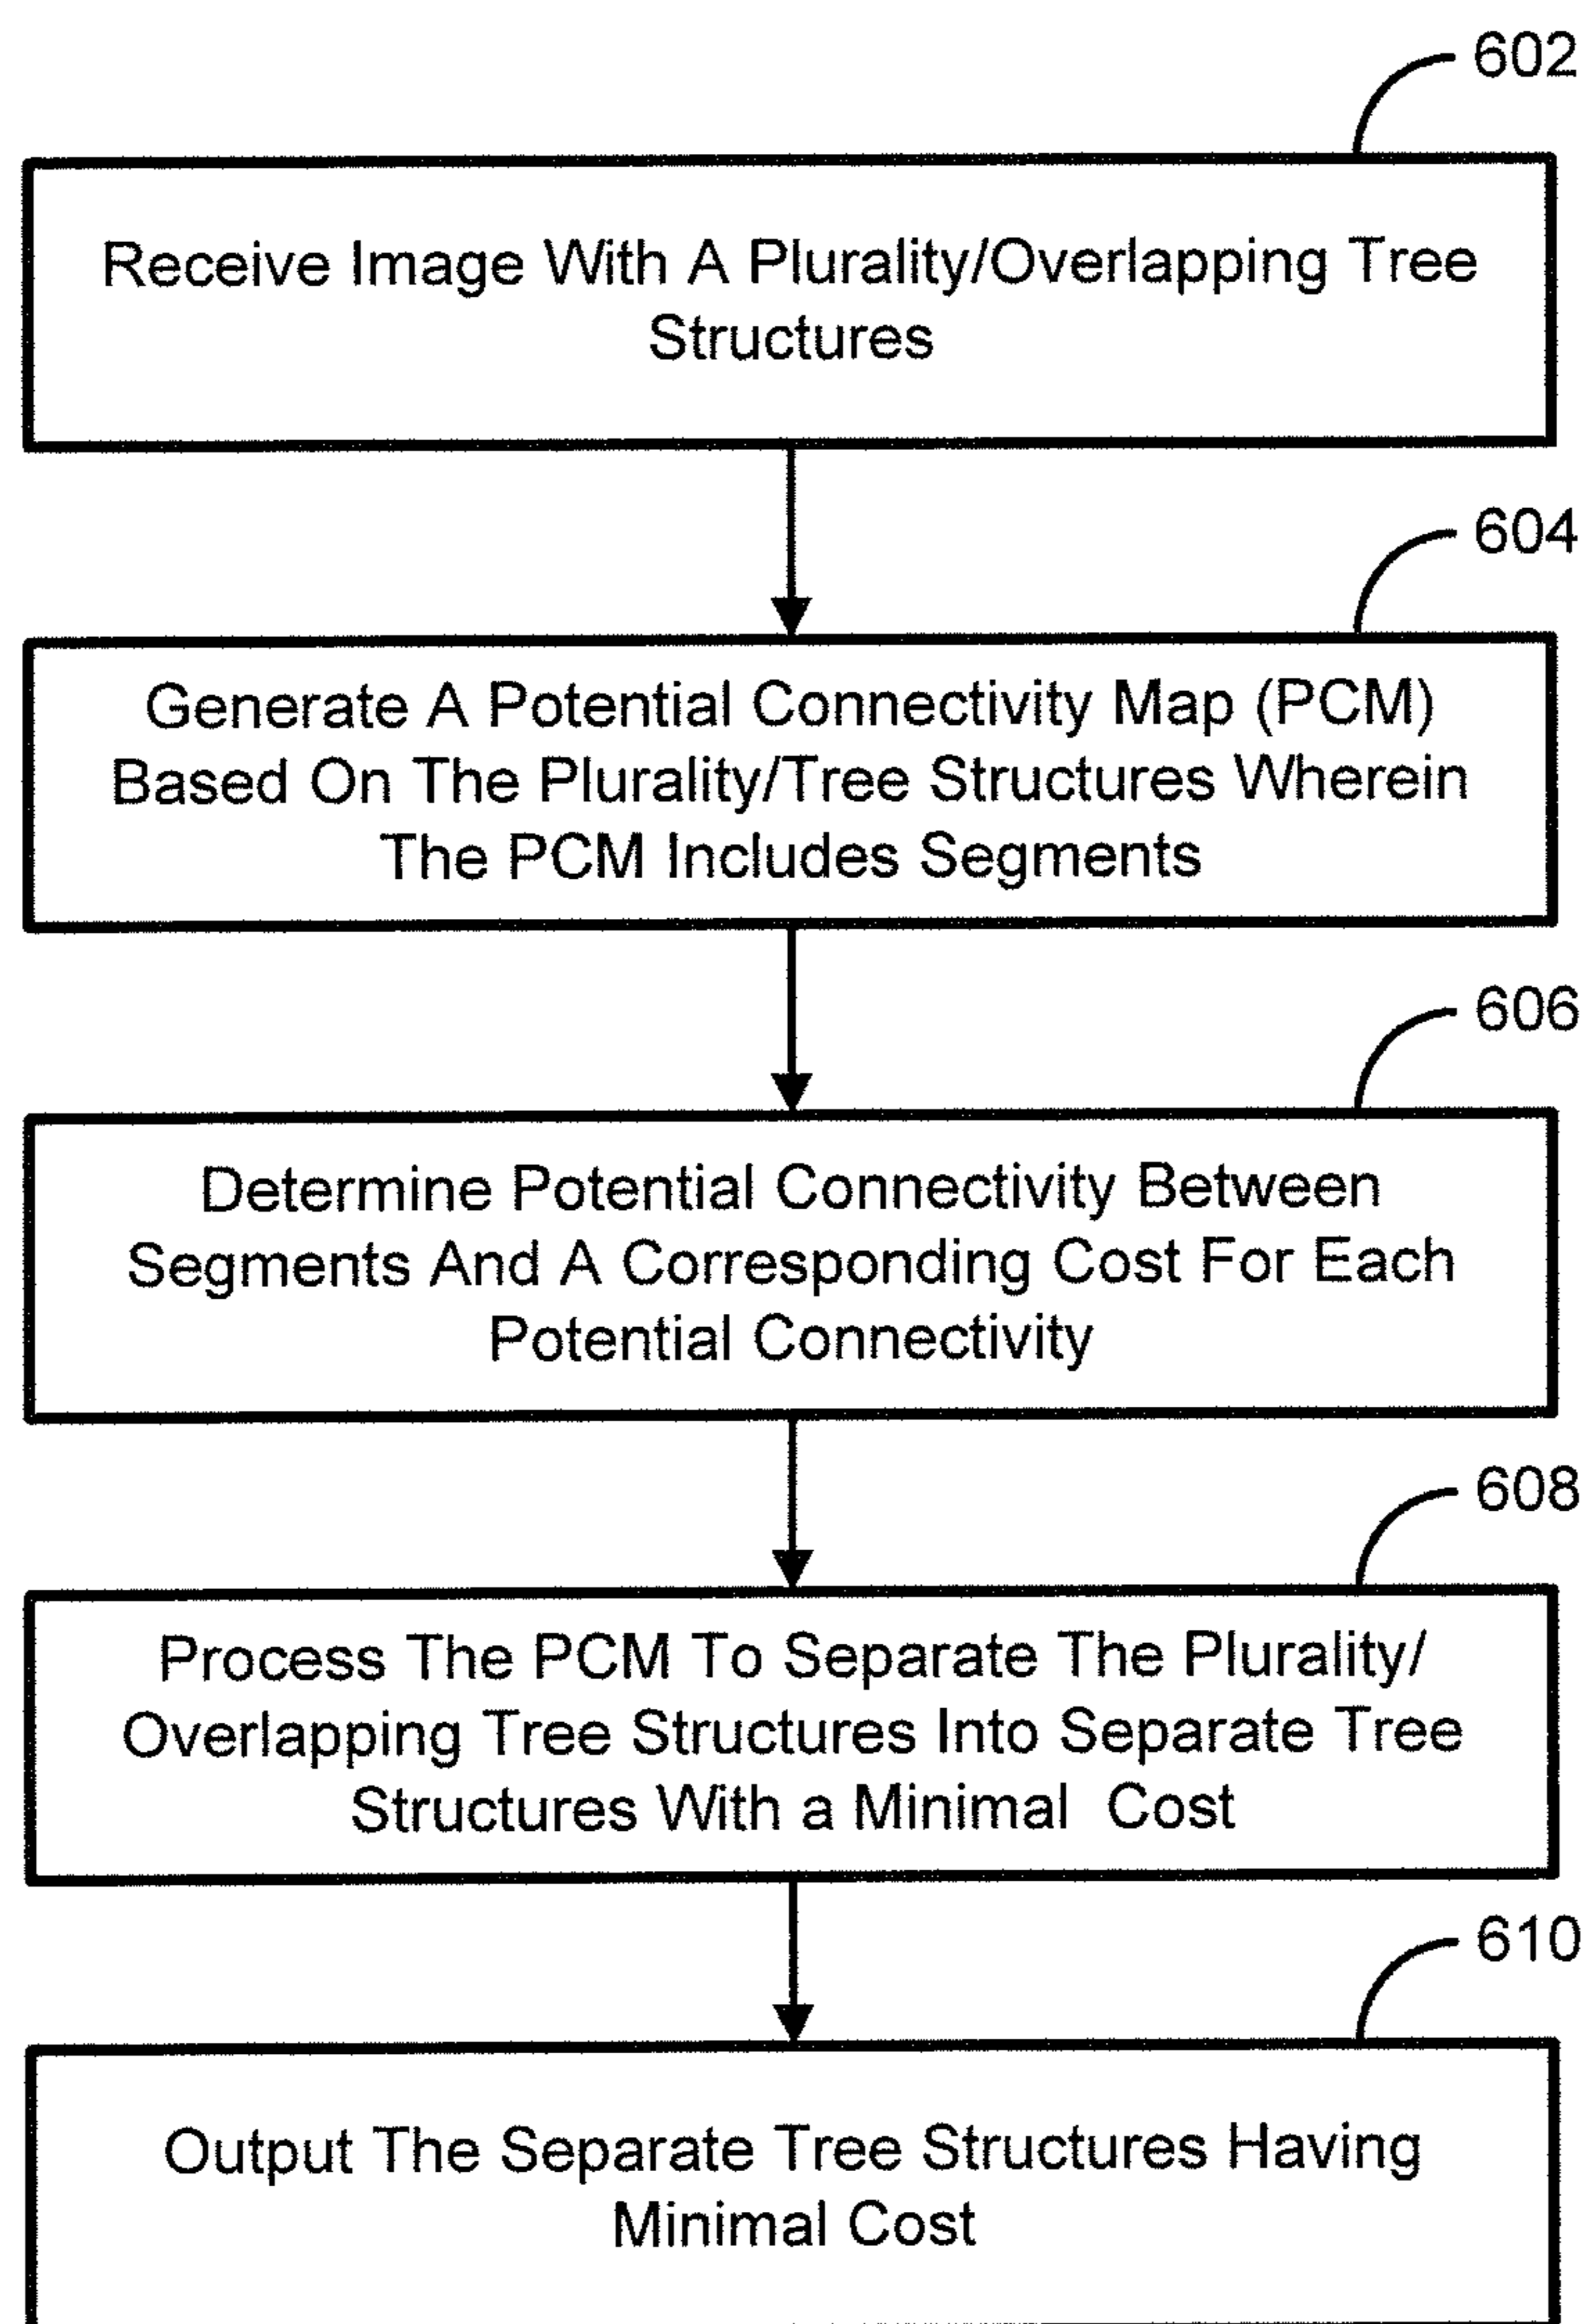 602
Receive Image With A Plurality/Overlapping Tree
Structures
604
Generate A Potential Connectivity Map (PCM)
Based On The Plurality/Tree Structures Wherein
The PCM Includes Segments
606
Determine Potential Connectivity Between
Segments And A Corresponding Cost For Each
Potential Connectivity
608
Process The PCM To Separate The Plurality/
Overlapping Tree Structures Into Separate Tree
Structures With a Minimal Cost
610
Output The Separate Tree Structures Having
Minimal Cost